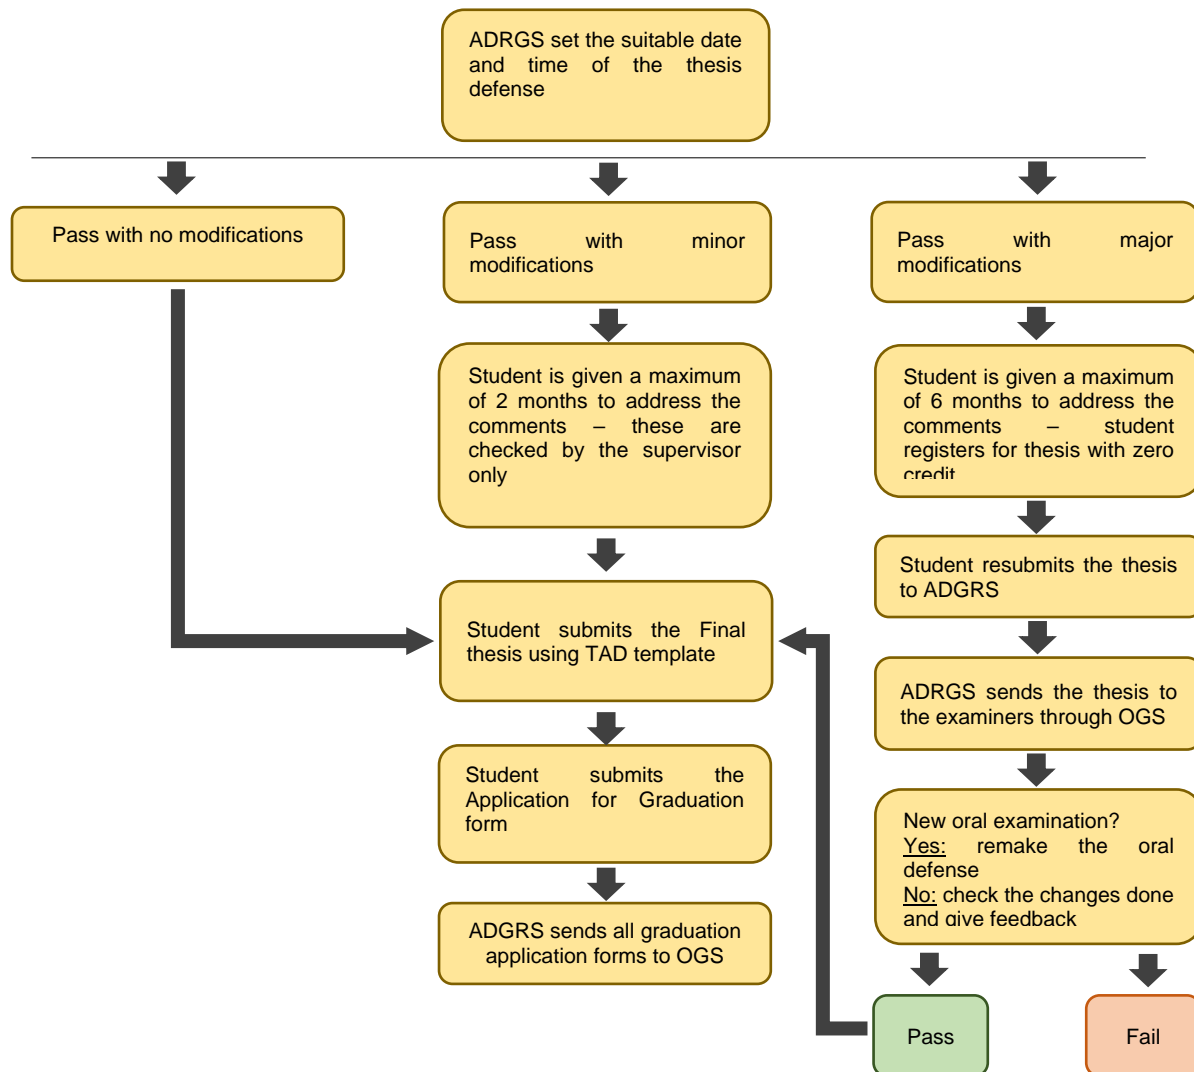 ADRGS set the suitable date
and time of the thesis
defense
Pass with no modifications
Pass with minor
modifications
Pass with major
modifications
Student is given a maximum
of 2 months to address the
comments – these are
checked by the supervisor
only
Student is given a maximum
of 6 months to address the
comments – student
registers for thesis with zero
credit
Student resubmits the thesis
to ADGRS
Student submits the Final
thesis using TAD template
ADRGS sends the thesis to
the examiners through OGS
Student submits the
Application for Graduation
form
New oral examination?
Yes: remake the oral
defense
No: check the changes done
and give feedback
ADGRS sends all graduation
application forms to OGS
Pass
Fail